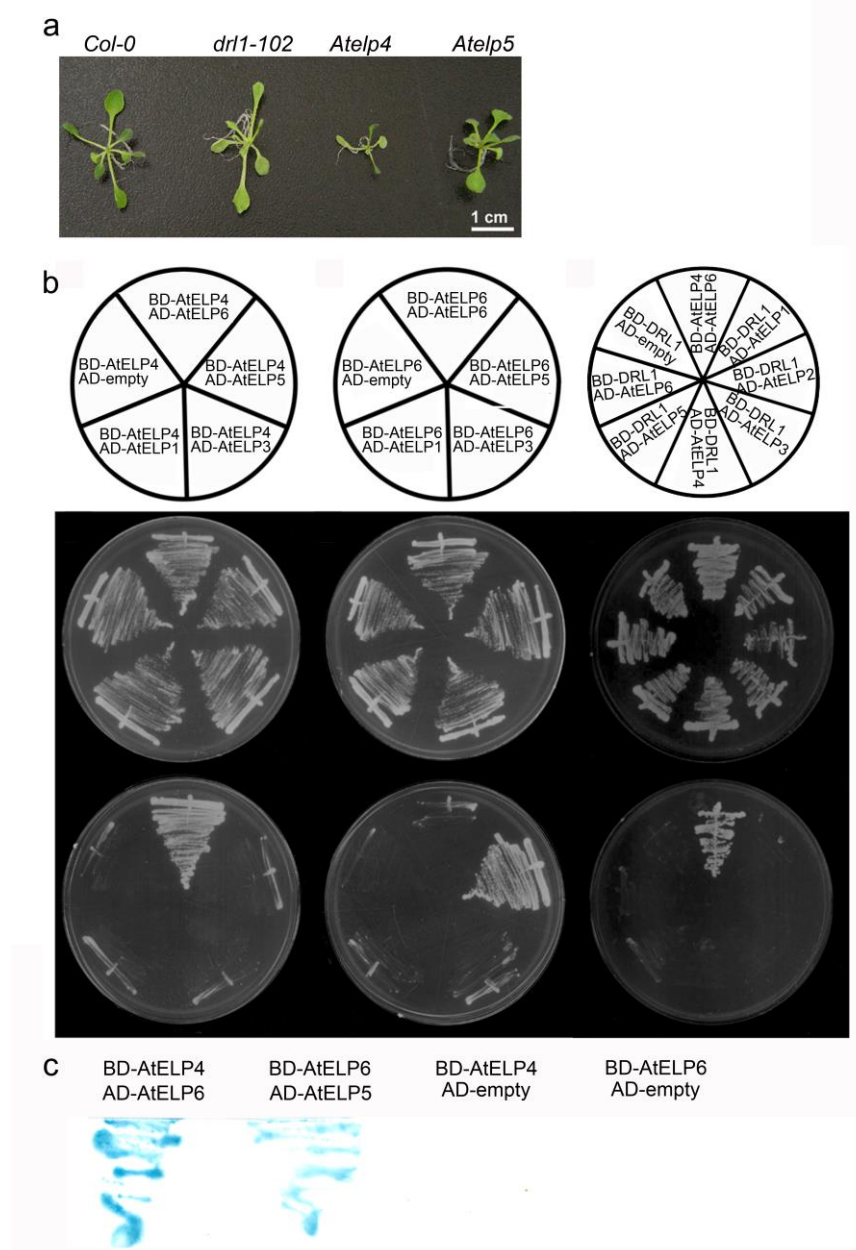 a
Col-0 drl1-102 Atelp4 Atelp5
1 cm
b
BD-AtELP4
AD-AtELP6
BD-AtELP4
AD-AtELP5
BD-AtELP4
AD-AtELP3
BD-AtELP4
AD-AtELP1
BD-AtELP4
AD-empty
BD-AtELP6
AD-AtELP6
BD-AtELP6
AD-AtELP5
BD-AtELP6
AD-AtELP3
BD-AtELP6
AD-AtELP1
BD-AtELP6
AD-empty
BD-AtELP4
AD-AtELP6
BD-DRL1
AD-AtELP1
BD-DRL1
AD-AtELP2
BD-DRL1
AD-AtELP3
BD-DRL1
AD-AtELP4
BD-DRL1
AD-AtELP5
BD-DRL1
AD-AtELP6
BD-DRL1
AD-empty
c
BD-AtELP4 BD-AtELP6 BD-AtELP4 BD-AtELP6
AD-AtELP6 AD-AtELP5 AD-empty AD-empty